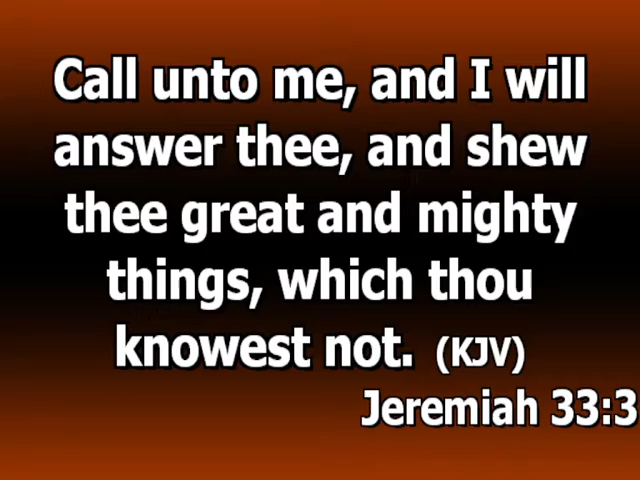 Call unto me, and I will
answer thee, and shew
thee great and mighty
things, which thou
knowest not. (KJV)
Jeremiah 33:3